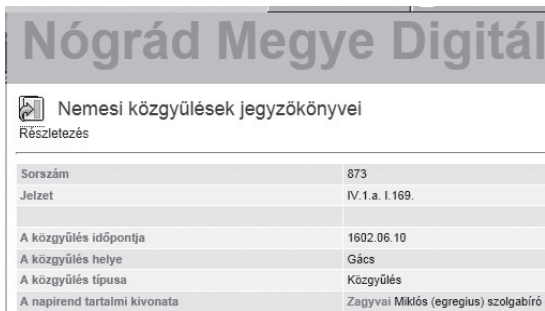 Nógrád Megye Digitál
Nemesi közgyűlések jegyzőkönyvei
Részletezés
Sorszám 873
Jelzet IV.1.a. I.169.
A közgyűlés időpontja 1602.06.10
A közgyűlés helye Gács
A közgyűlés típusa Közgyűlés
A napirend tartalmi kivonata Zagyvai Miklós (egregius) szolgabíró